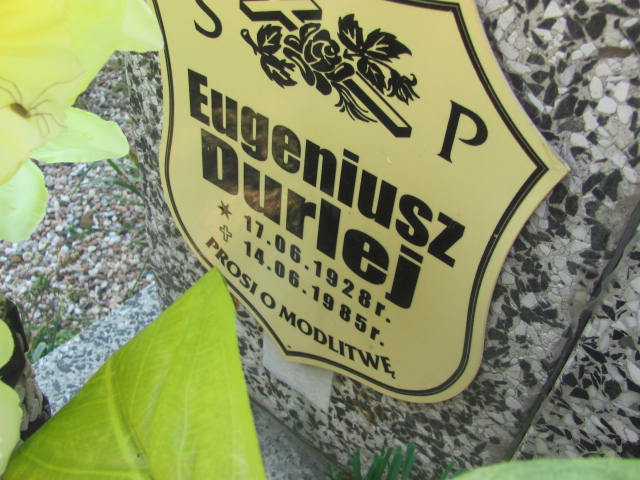 S P
Eugeniusz
Durlej
* 17.06.1928r.
✝ 14.06.1985r.
PROSI O MODLITWĘ